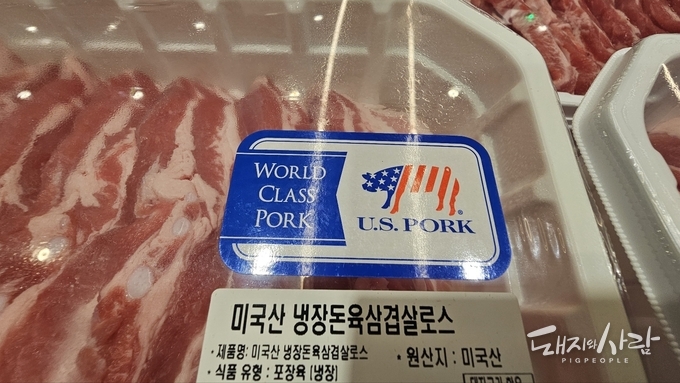 WORLD
CLASS
PORK
U.S. PORK
®
미국산 냉장돈육삼겹살로스
• 제품명: 미국산 냉장돈육삼겹살로스
• 원산지 : 미국산
• 식품 유형 : 포장육 [냉장]
돼지와사람
PIGPEOPLE